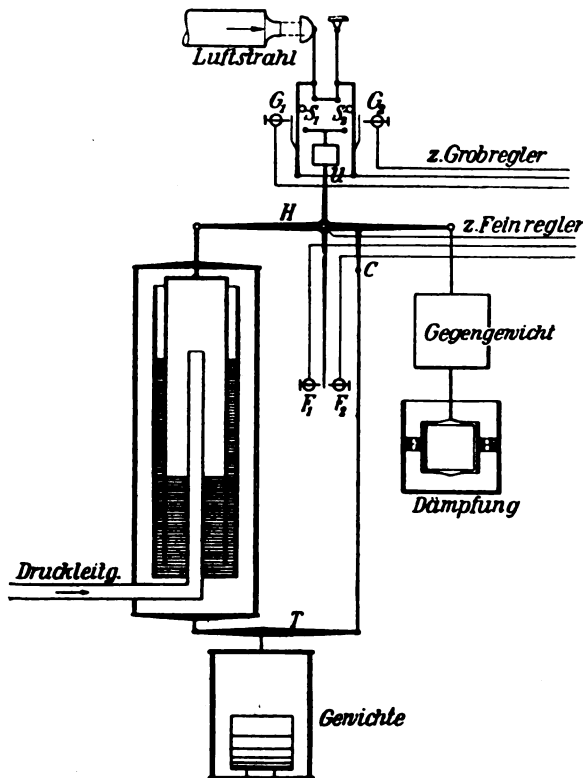 Luftstrahl
G1
S1
S2
G2
z.Grobregler
U
H
z.Feinregler
C
Gegengewicht
F1
F2
Dämpfung
Druckleitg.
T
Gewichte